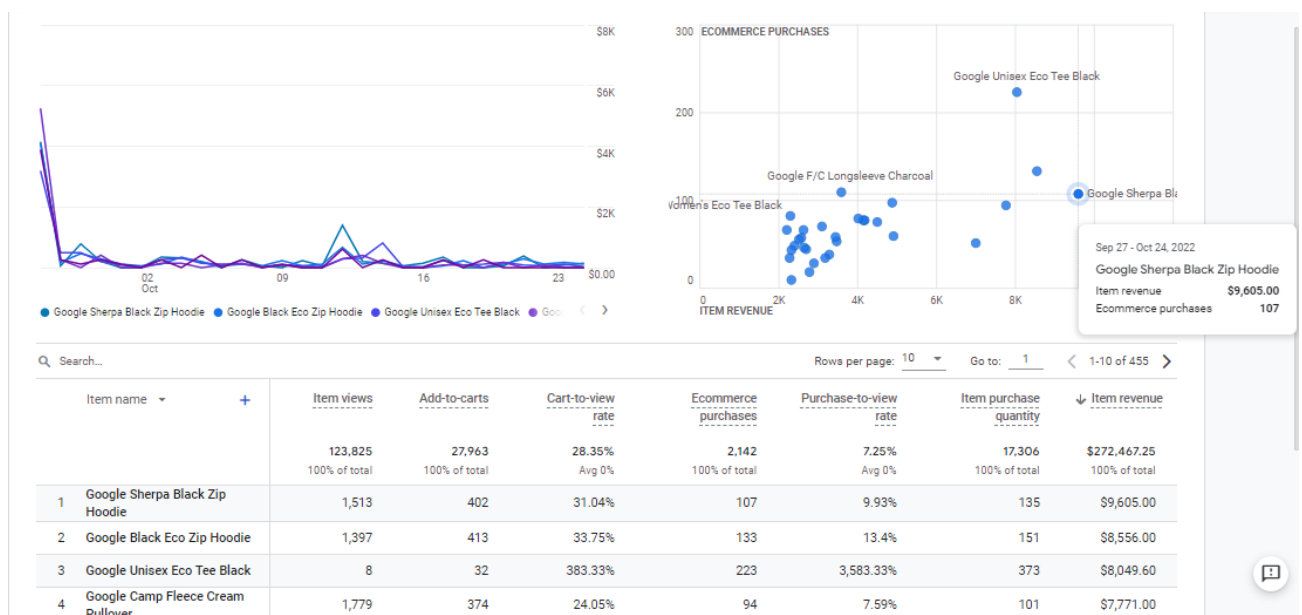 $8K
$6K
$4K
$2K
$0.00
02
Oct
09
16
23
Google Sherpa Black Zip Hoodie Google Black Eco Zip Hoodie Google Unisex Eco Tee Black
300 ECOMMERCE PURCHASES
Google Unisex Eco Tee Black
200
Google F/C Longsleeve Charcoal
100
Eco Tee Black
Google Sherpa
0
0 2K 4K 6K 8K
ITEM REVENUE
Sep 27 - Oct 24, 2022
Google Sherpa Black Zip Hoodie
Item revenue $9,605.00
Ecommerce purchases 107
Search...
Rows per page: 10 Go to: 1 1-10 of 455
Item name + Item views Add-to-carts Cart-to-view rate Ecommerce purchases Purchase-to-view rate Item purchase quantity Item revenue
123,825 27,963 28.35% 2,142 7.25% 17,306 $272,467.25
100% of total 100% of total Avg 0% 100% of total Avg 0% 100% of total 100% of total
1 Google Sherpa Black Zip Hoodie 1,513 402 31.04% 107 9.93% 135 $9,605.00
2 Google Black Eco Zip Hoodie 1,397 413 33.75% 133 13.4% 151 $8,556.00
3 Google Unisex Eco Tee Black 8 32 383.33% 223 3,583.33% 373 $8,049.60
4 Google Camp Fleece Cream Pullover 1,779 374 24.05% 94 7.59% 101 $7,771.00